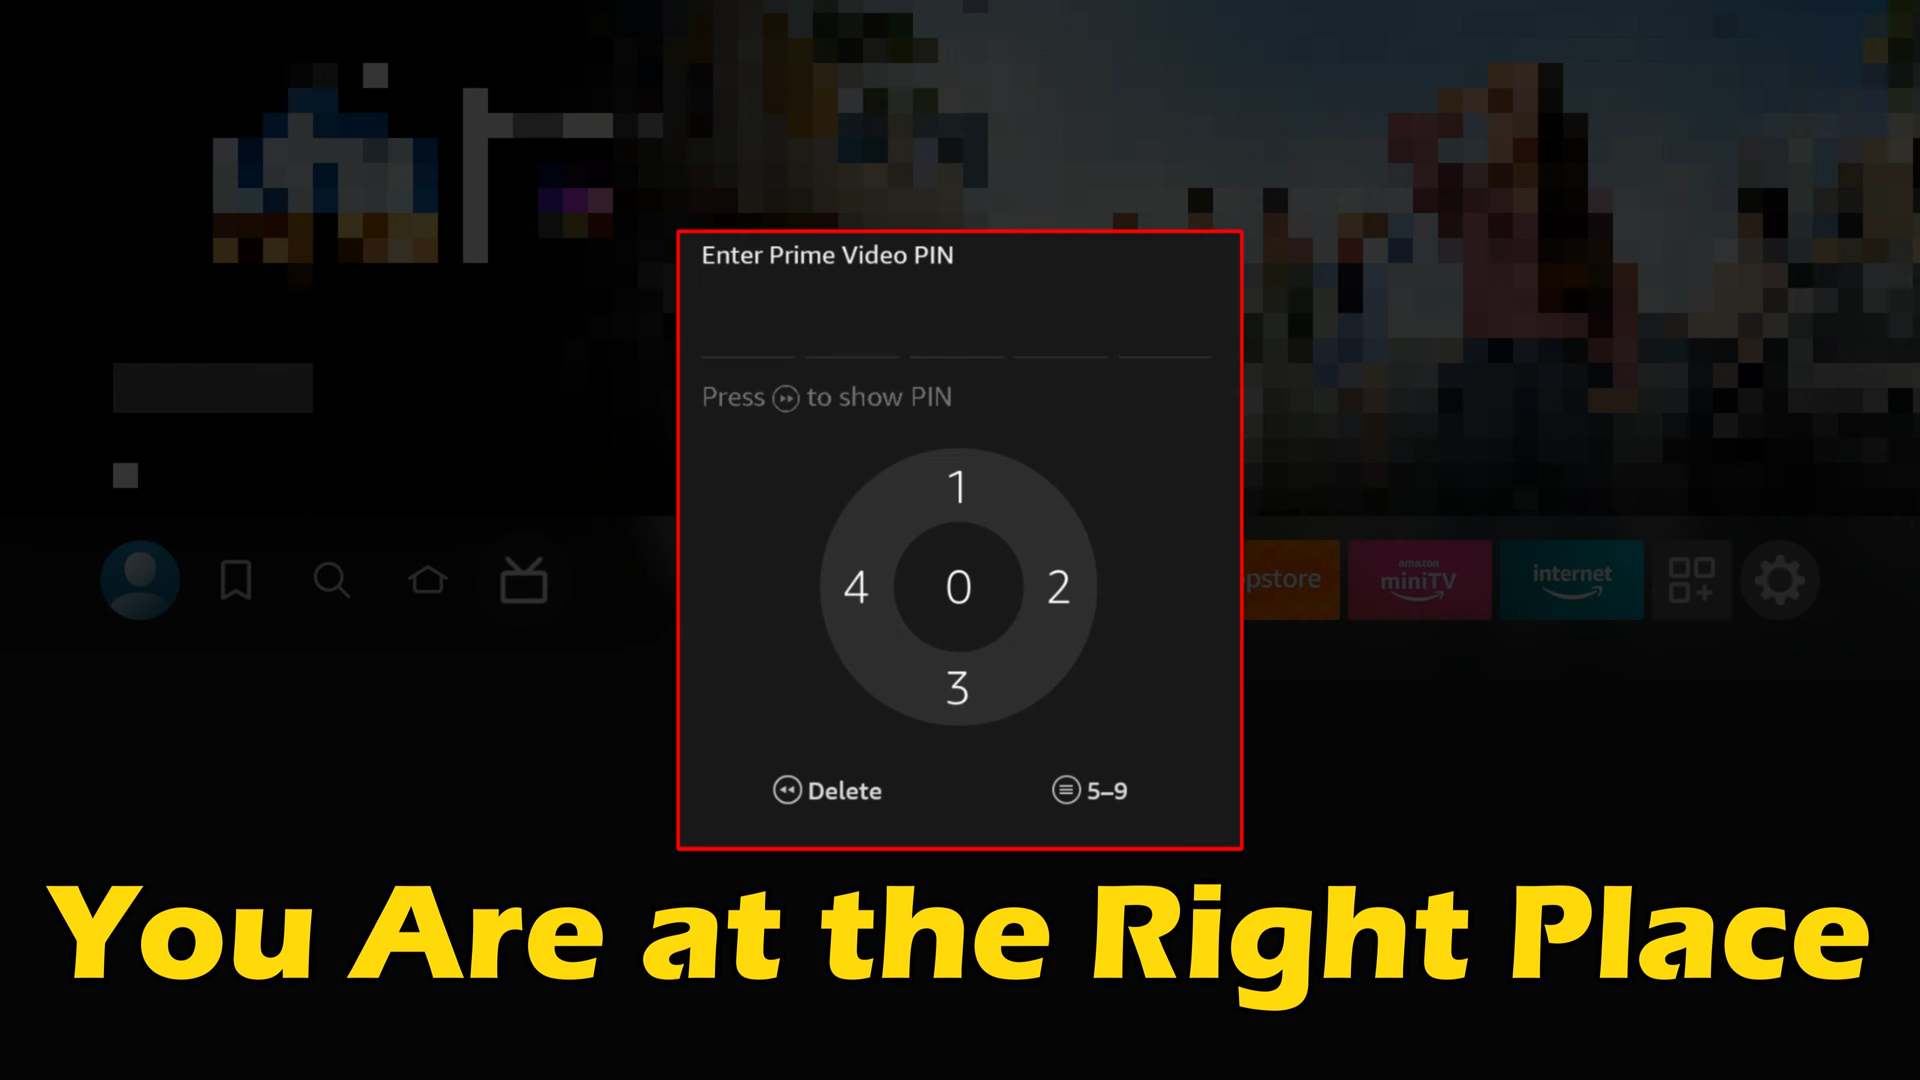 Enter Prime Video PIN
Press to show PIN
1
4 0 2
3
Delete 5–9
pstore
amazon
miniTV
internet
You Are at the Right Place